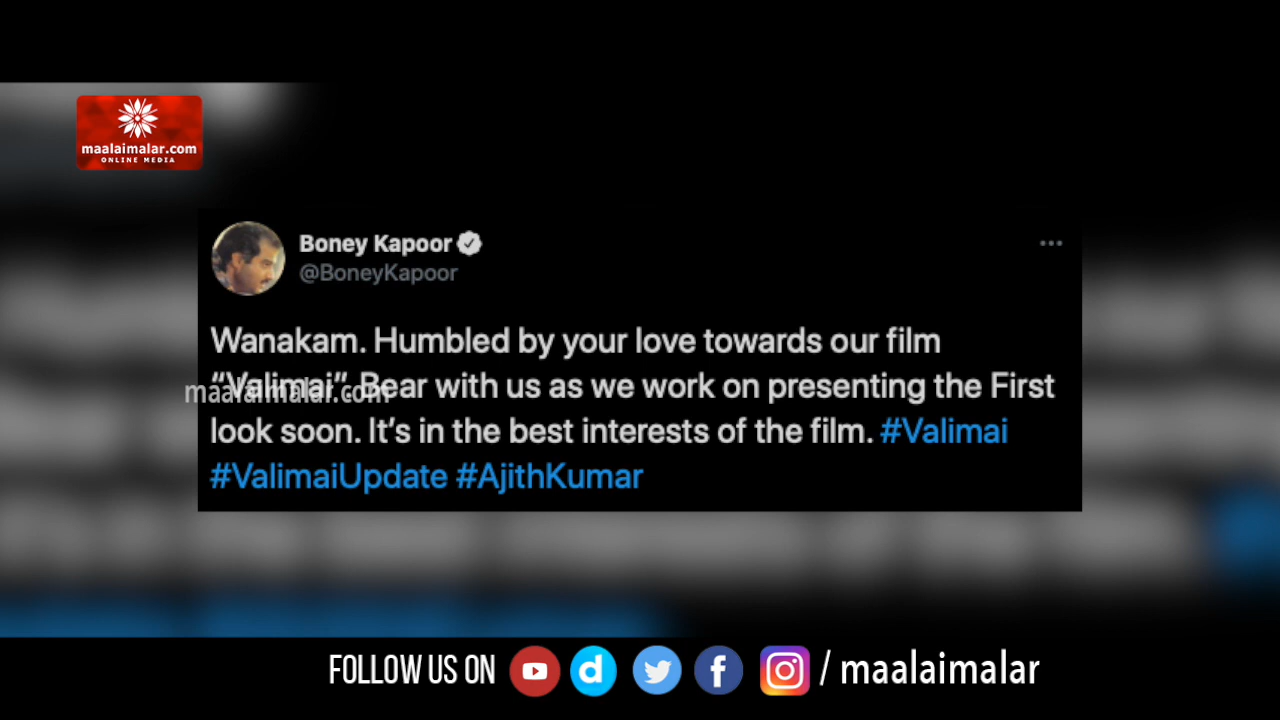 maalaimalar.com
ONLINE MEDIA
Boney Kapoor
@BoneyKapoor
Wanakam. Humbled by your love towards our film
“Valimai”. Bear with us as we work on presenting the First
maalaimalar.com
look soon. It’s in the best interests of the film. #Valimai
#ValimaiUpdate #AjithKumar
FOLLOW US ON / maalaimalar